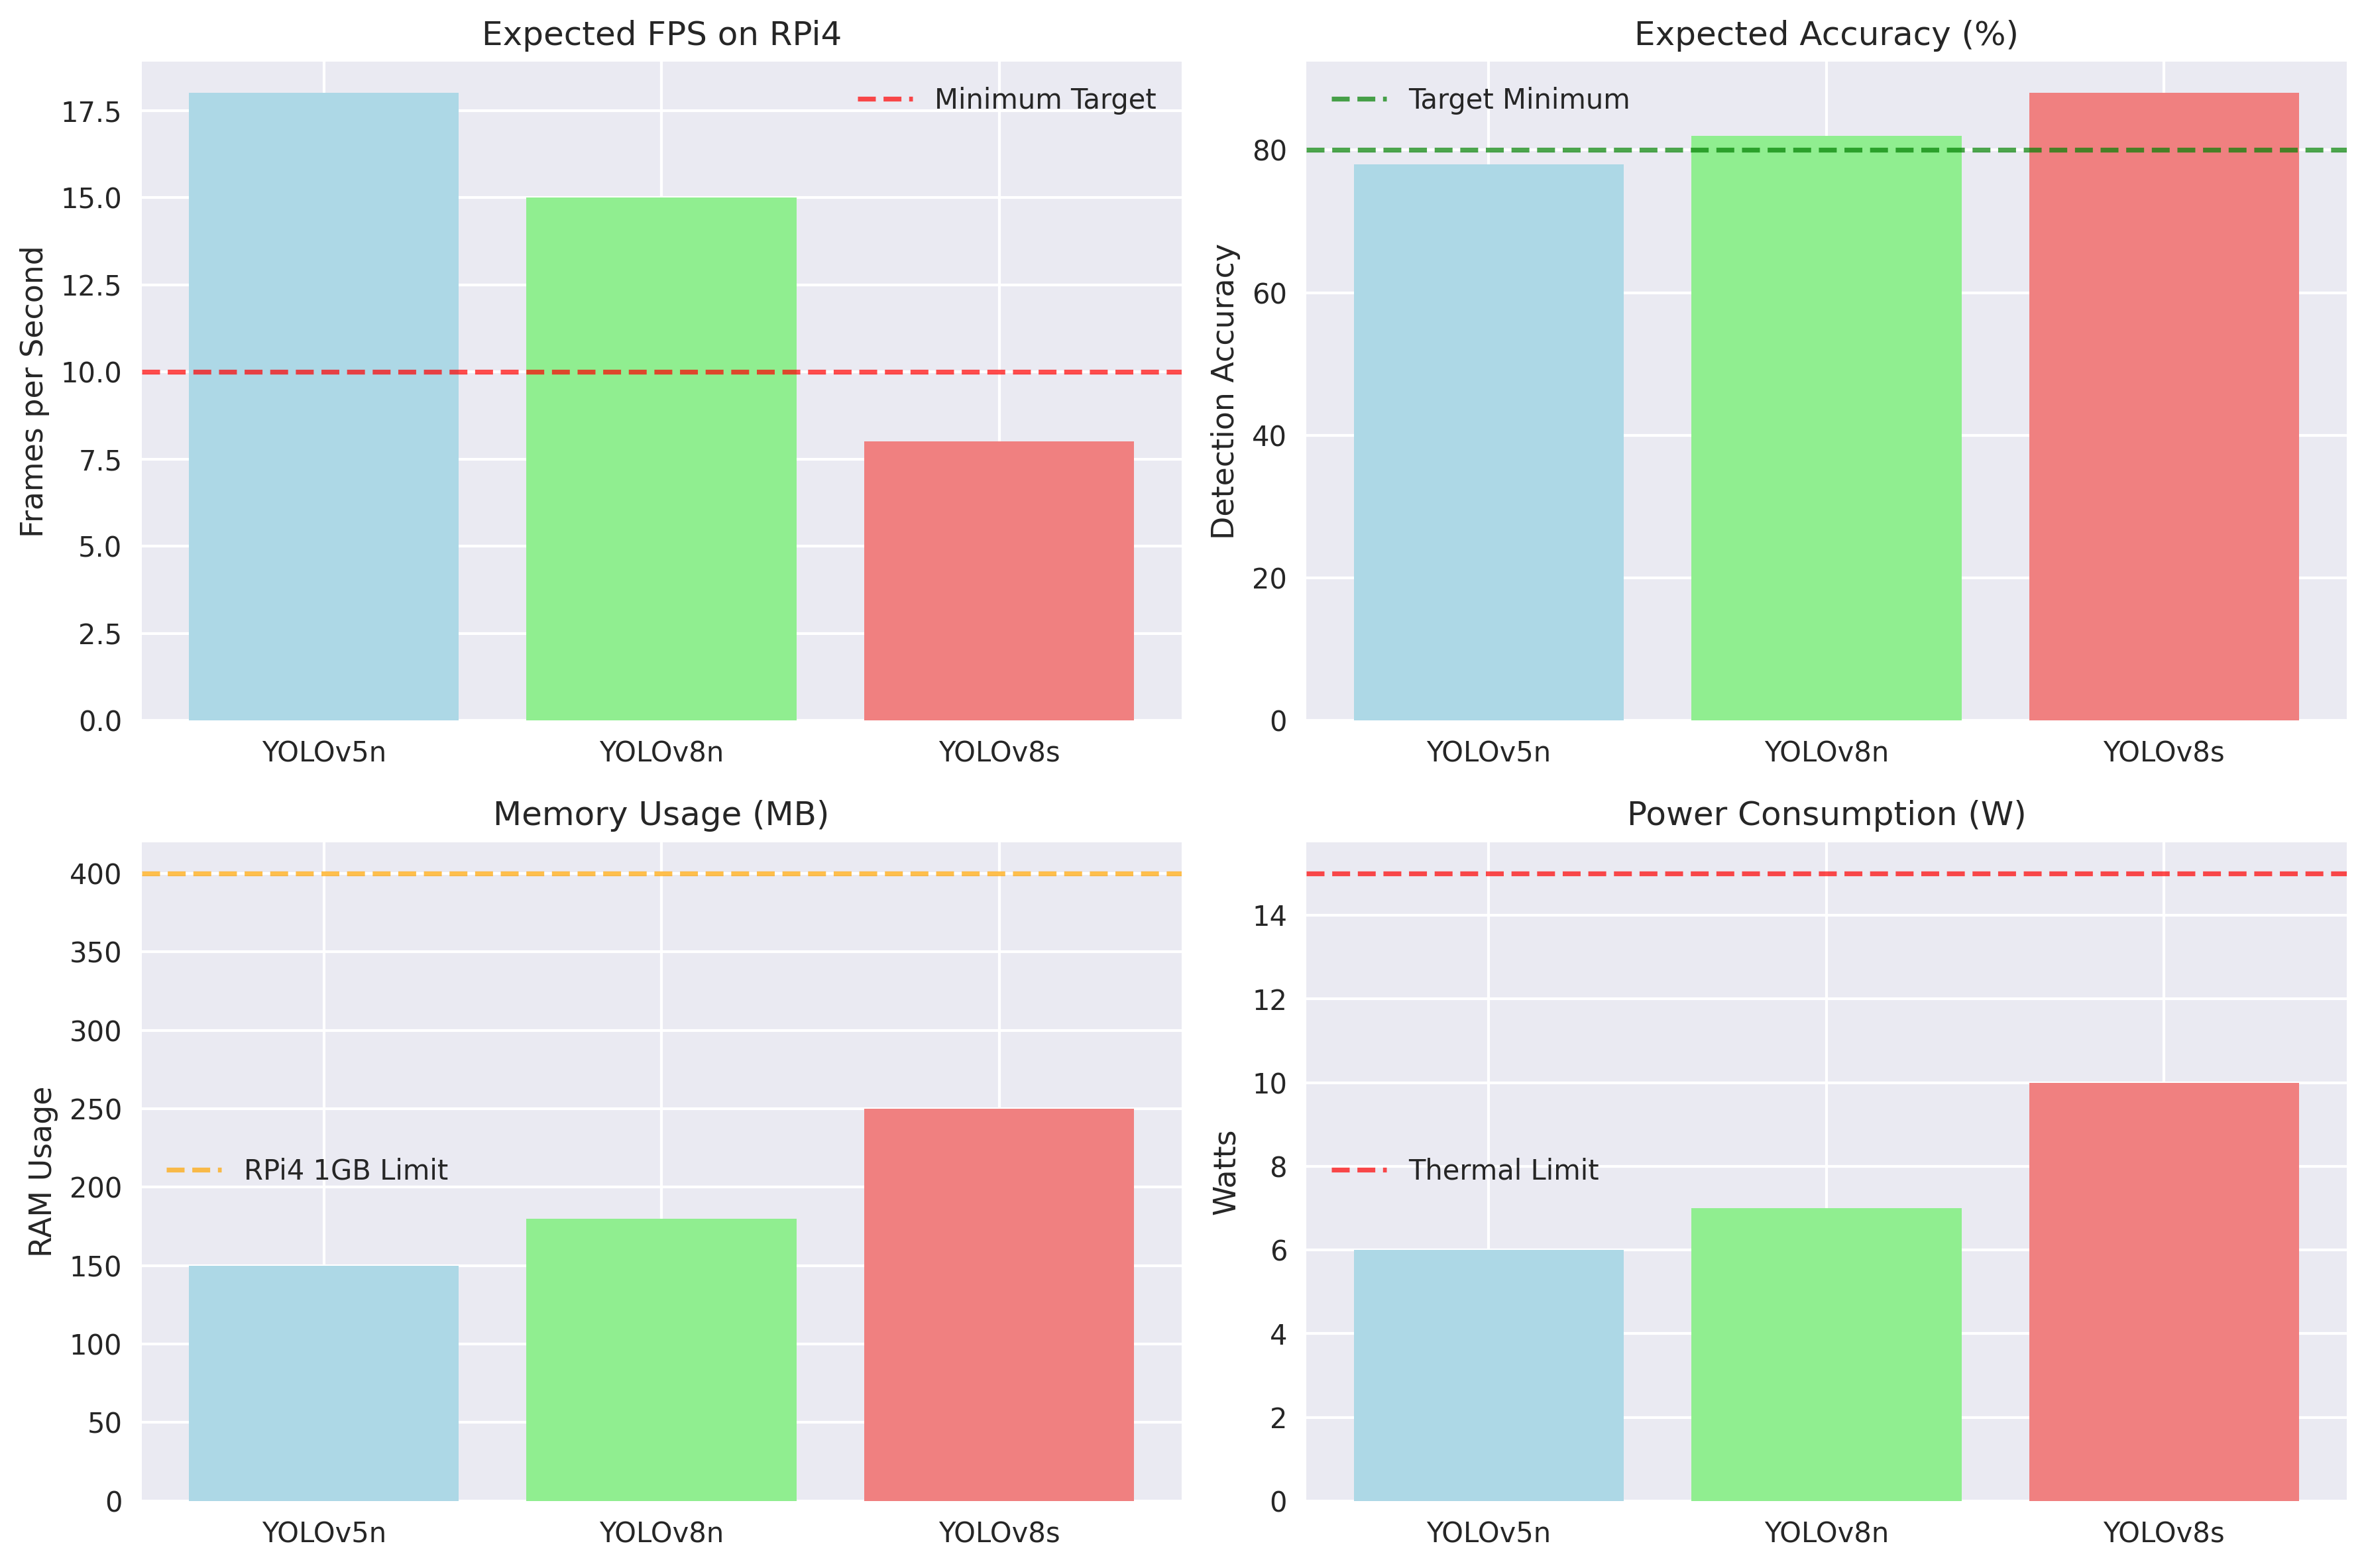 Expected FPS on RPi4
Frames per Second
17.5
15.0
12.5
10.0
7.5
5.0
2.5
0.0
Minimum Target
YOLOv5n
YOLOv8n
YOLOv8s
Expected Accuracy (%)
Detection Accuracy
80
60
40
20
0
Target Minimum
YOLOv5n
YOLOv8n
YOLOv8s
Memory Usage (MB)
RAM Usage
400
350
300
250
200
150
100
50
0
RPi4 1GB Limit
YOLOv5n
YOLOv8n
YOLOv8s
Power Consumption (W)
Watts
14
12
10
8
6
4
2
0
Thermal Limit
YOLOv5n
YOLOv8n
YOLOv8s